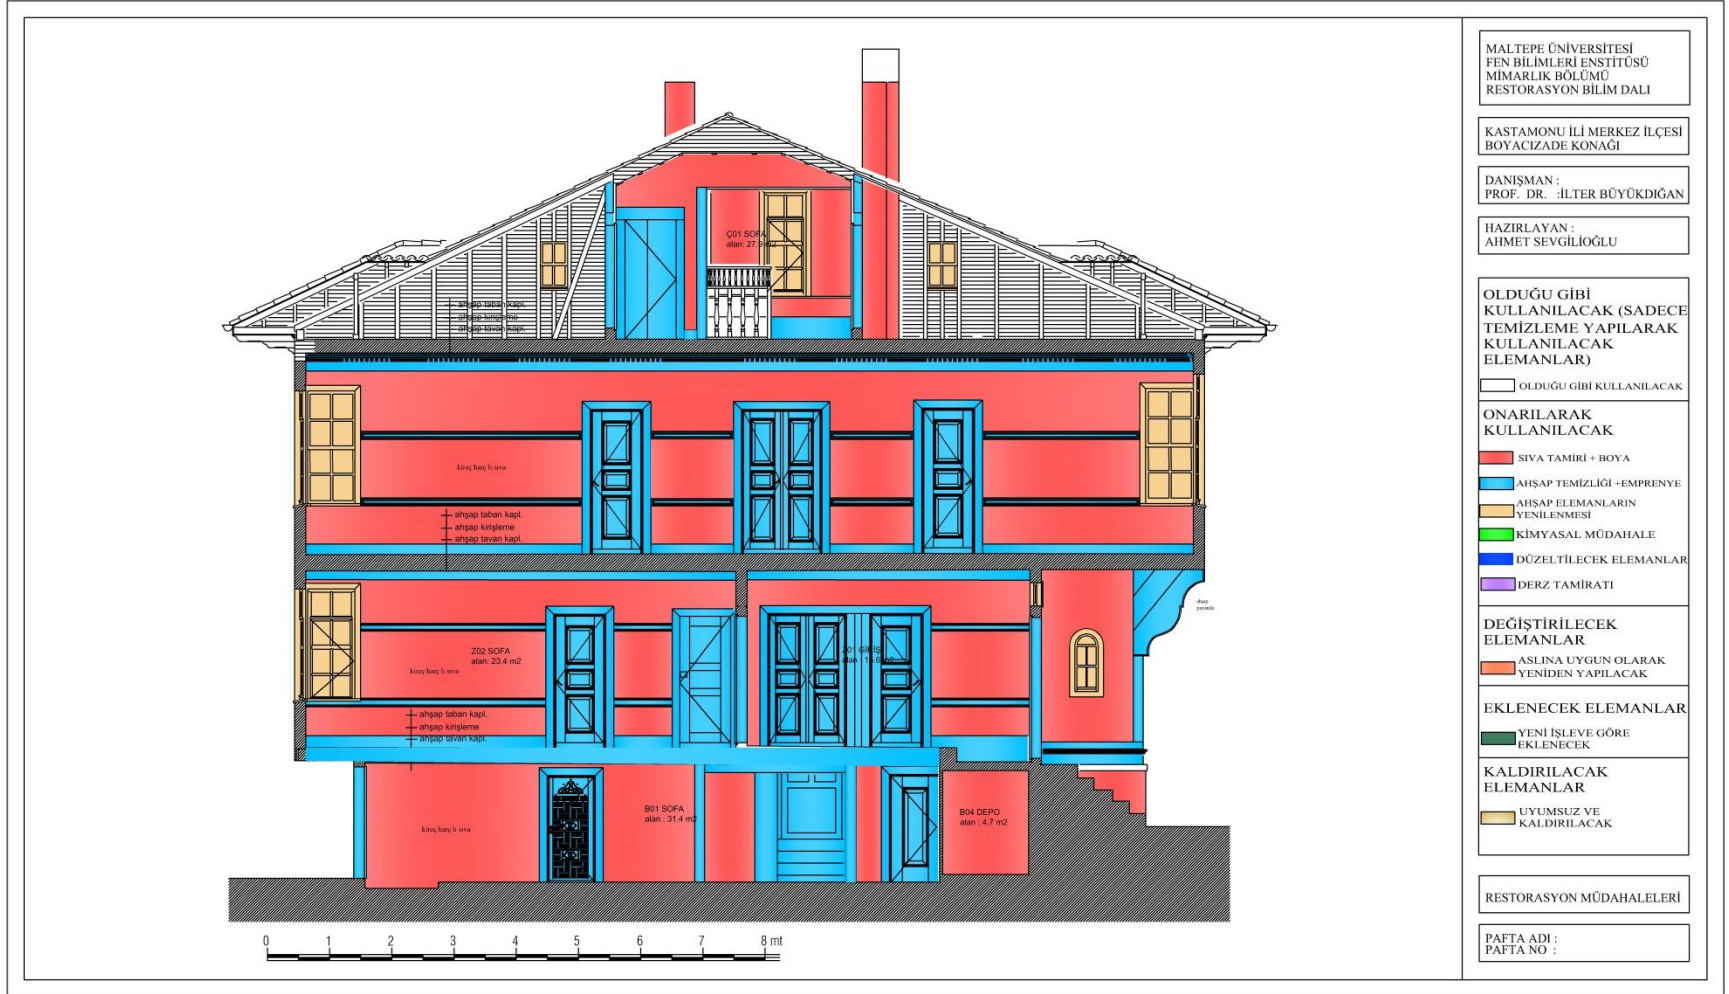 Ç01 SOFA
alan: 27.9 m2
ahşap taban kapl.
ahşap kirişleme
ahşap tavan kapl.
kireç harç lı sıva
ahşap taban kapl.
ahşap kirişleme
ahşap tavan kapl.
ahşap
Z02 SOFA
alan: 23.4 m2
Z01 GİRİŞ
kireç harç lı sıva
ahşap taban kapl.
ahşap kirişleme
ahşap tavan kapl.
B01 SOFA
alan : 31.4 m2
B04 DEPO
alan : 4.7 m2
kireç harç lı sıva
0 1 2 3 4 5 6 7 8 mt
MALTEPE ÜNİVERSİTESİ
FEN BİLİMLERİ ENSTİTÜSÜ
MİMARLIK BÖLÜMÜ
RESTORASYON BİLİM DALI
KASTAMONU İLİ MERKEZ İLÇESİ
BOYACIZADE KONAĞI
DANIŞMAN :
PROF. DR. :İLTER BÜYÜKDIĞAN
HAZIRLAYAN :
AHMET SEVGİLİOĞLU
OLDUĞU GİBİ
KULLANILACAK (SADECE
TEMİZLEME YAPILARAK
KULLANILACAK
ELEMANLAR)
OLDUĞU GİBİ KULLANILACAK
ONARILARAK
KULLANILACAK
SIVA TAMİRİ + BOYA
AHŞAP TEMİZLİĞİ +EMPRENYE
AHŞAP ELEMANLARIN
YENİLENMESİ
KİMYASAL MÜDAHALE
DÜZELTİLECEK ELEMANLAR
DERZ TAMİRATI
DEĞİŞTİRİLECEK
ELEMANLAR
ASLINA UYGUN OLARAK
YENİDEN YAPILACAK
EKLENECEK ELEMANLAR
YENİ İŞLEVE GÖRE
EKLENECEK
KALDIRILACAK
ELEMANLAR
UYUMSUZ VE
KALDIRILACAK
RESTORASYON MÜDAHALELERİ
PAFTA ADI :
PAFTA NO :